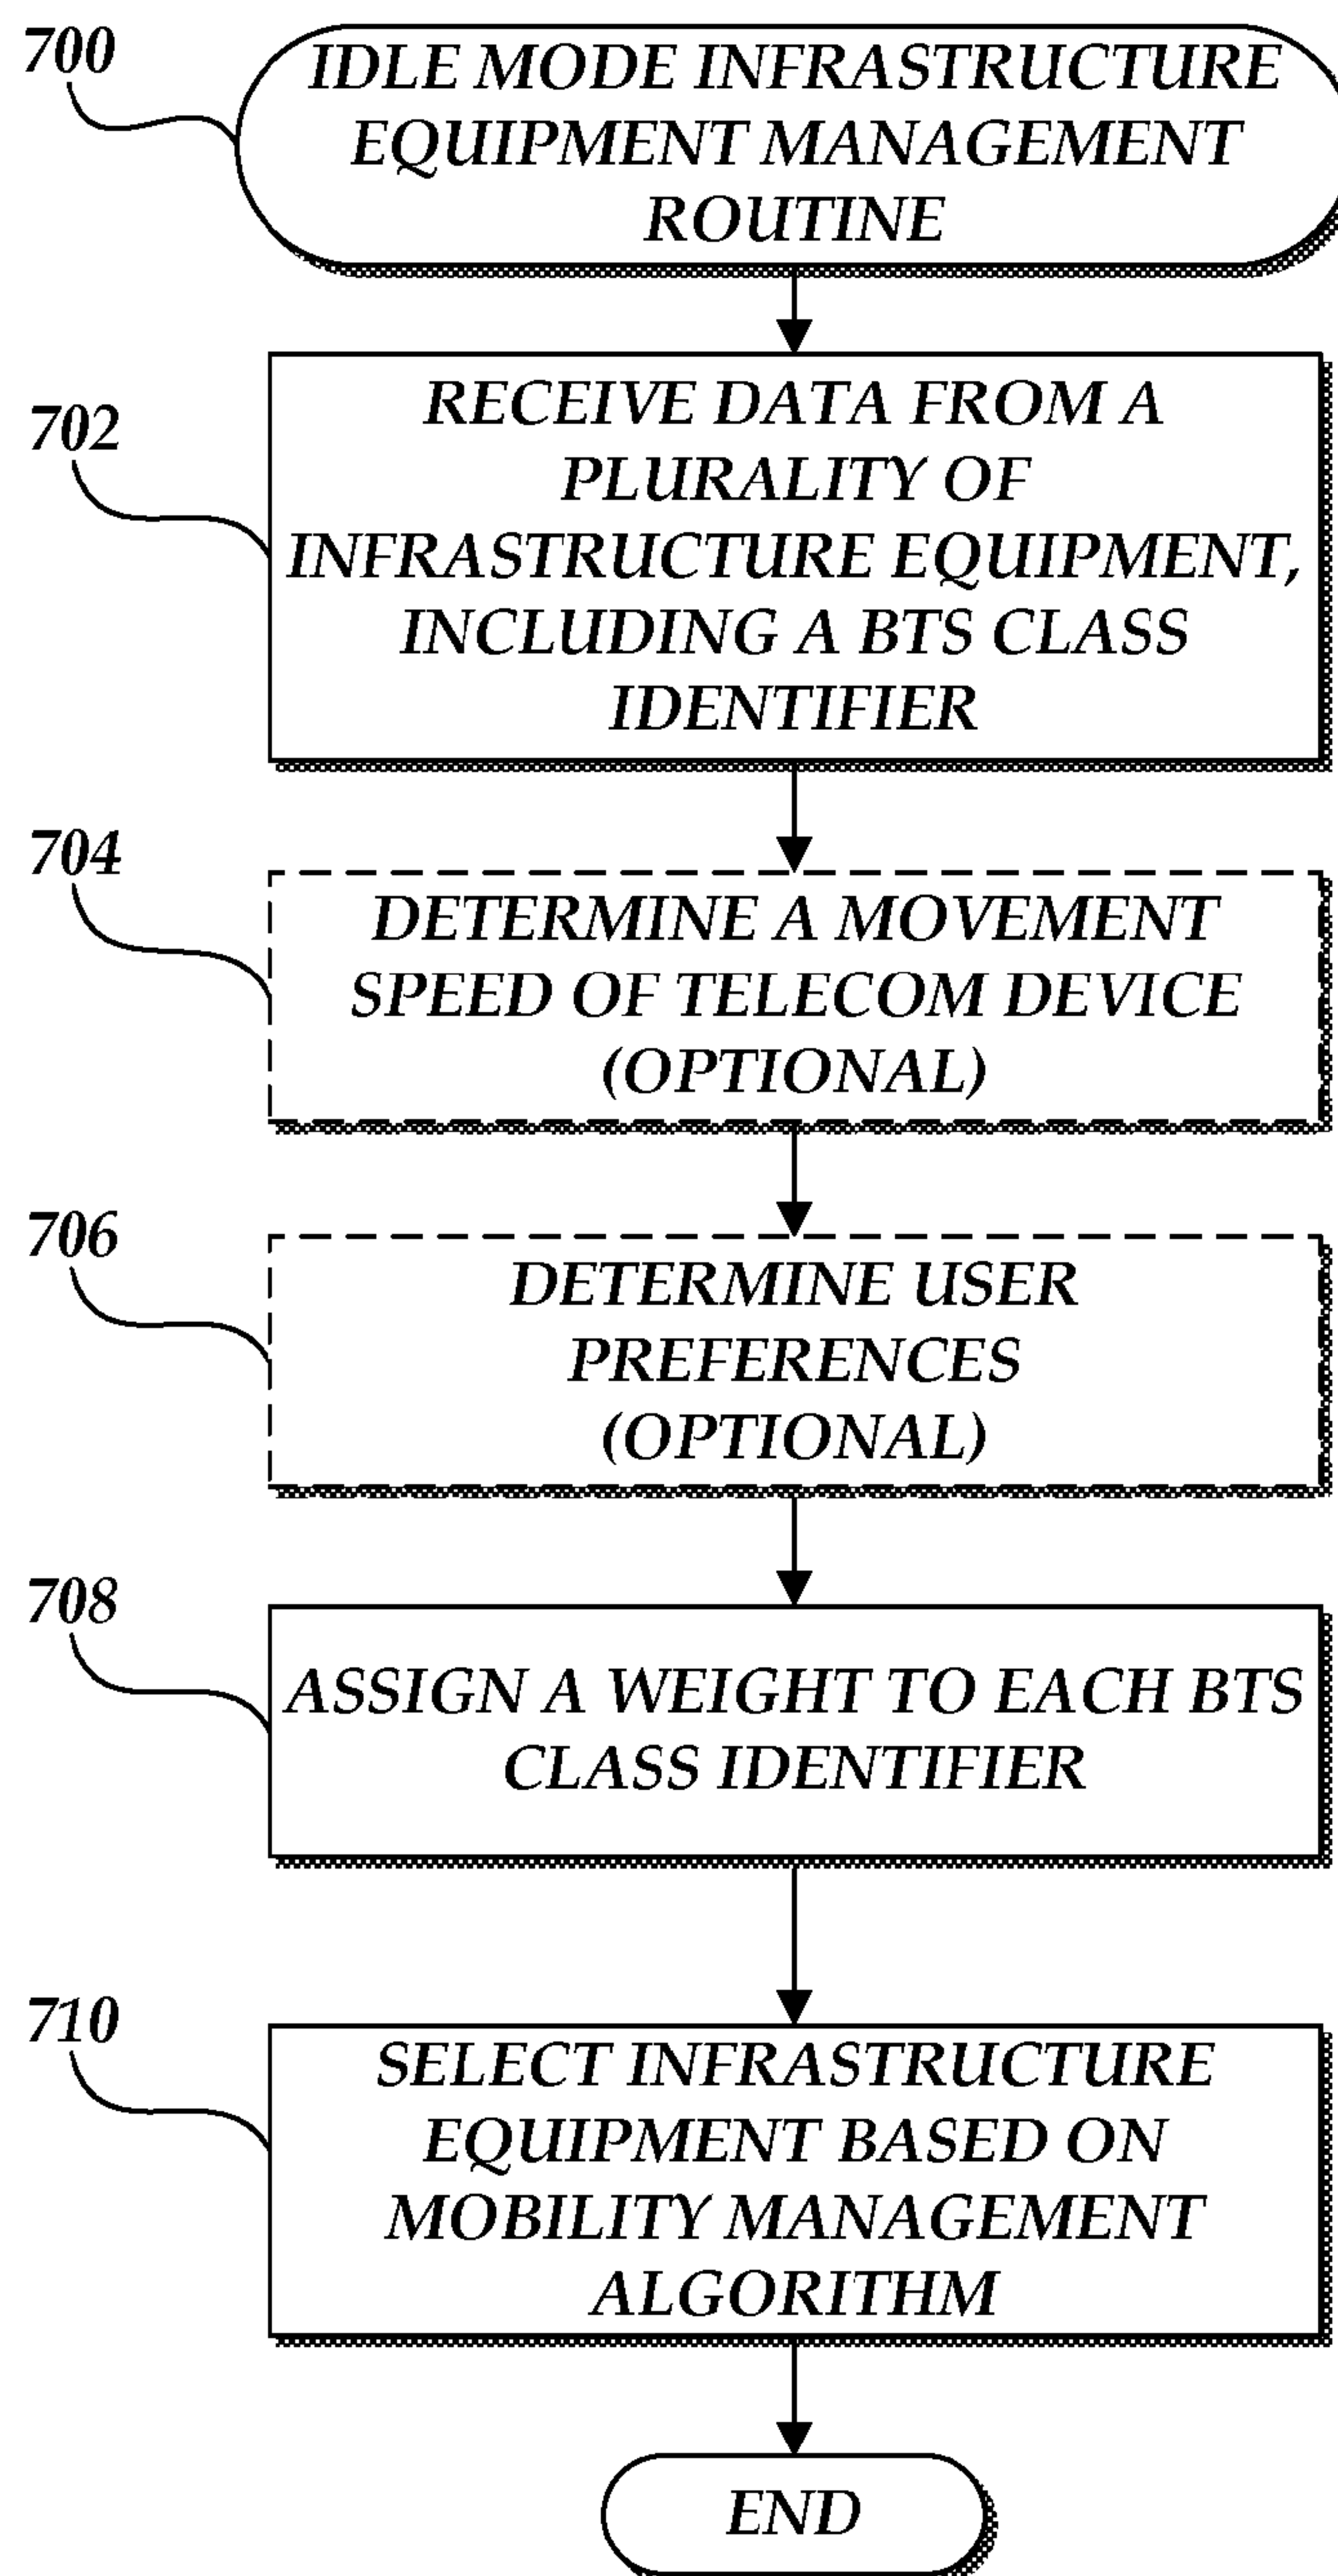 700
IDLE MODE INFRASTRUCTURE
EQUIPMENT MANAGEMENT
ROUTINE
702
RECEIVE DATA FROM A
PLURALITY OF
INFRASTRUCTURE EQUIPMENT,
INCLUDING A BTS CLASS
IDENTIFIER
704
DETERMINE A MOVEMENT
SPEED OF TELECOM DEVICE
(OPTIONAL)
706
DETERMINE USER
PREFERENCES
(OPTIONAL)
708
ASSIGN A WEIGHT TO EACH BTS
CLASS IDENTIFIER
710
SELECT INFRASTRUCTURE
EQUIPMENT BASED ON
MOBILITY MANAGEMENT
ALGORITHM
END